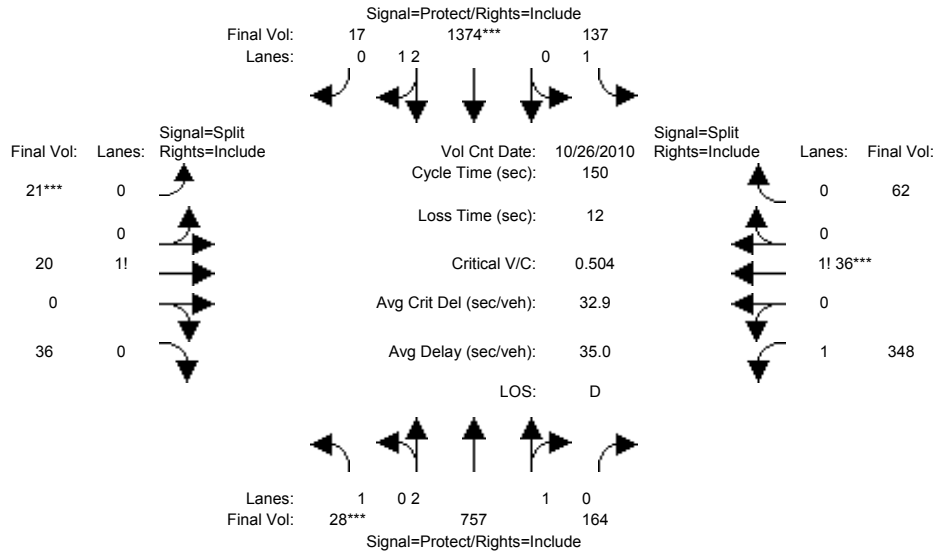 Signal=Protect/Rights=Include
Final Vol: 17 1374*** 137
Lanes: 0 1 2 0 1
Signal=Split Signal=Split
Final Vol: Lanes: Rights=Include Vol Cnt Date: 10/26/2010 Rights=Include Lanes: Final Vol:
Cycle Time (sec): 150
21*** 0 0 62
Loss Time (sec): 12
0 0
20 1! Critical V/C: 0.504 1! 36***
0 0 Avg Crit Del (sec/veh): 32.9 0
36 0 Avg Delay (sec/veh): 35.0 1 348
LOS: D
Lanes: 1 0 2 1 0
Final Vol: 28*** 757 164
Signal=Protect/Rights=Include